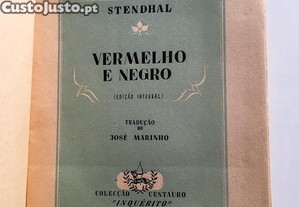 CustoJusto.pt
STENDHAL
VERMELHO
E NEGRO
(EDIÇÃO INTEGRAL)
TRADUÇÃO
DE
JOSÉ MARINHO
COLECÇÃO CENTAURO
"INQUÉRITO"